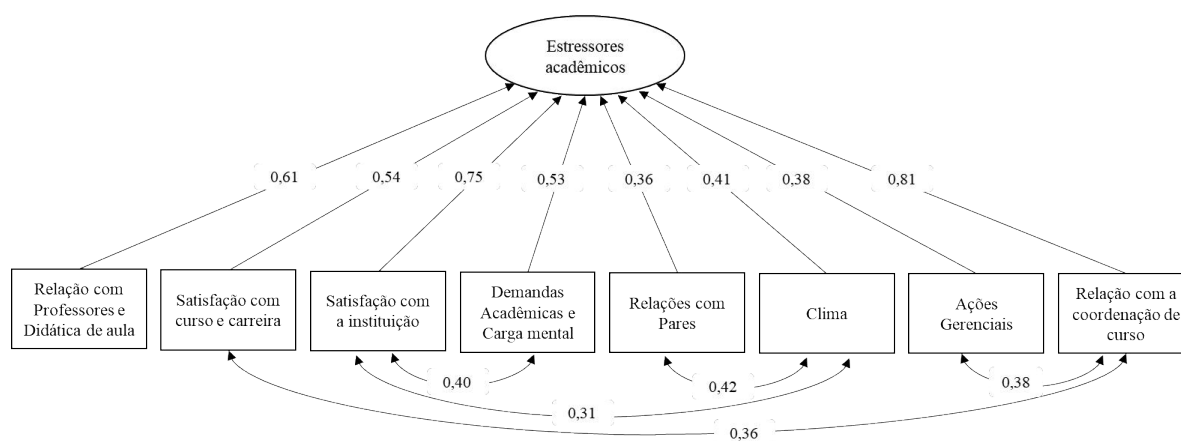 Estressores
acadêmicos
0,61
0,54
0,75
0,53
0,36
0,41
0,38
0,81
Relação com
Professores e
Didática de aula
Satisfação com
curso e carreira
Satisfação com
a instituição
Demandas
Acadêmicas e
Carga mental
Relações com
Pares
Clima
Ações
Gerenciais
Relação com a
coordenação de
curso
0,40
0,42
0,38
0,31
0,36